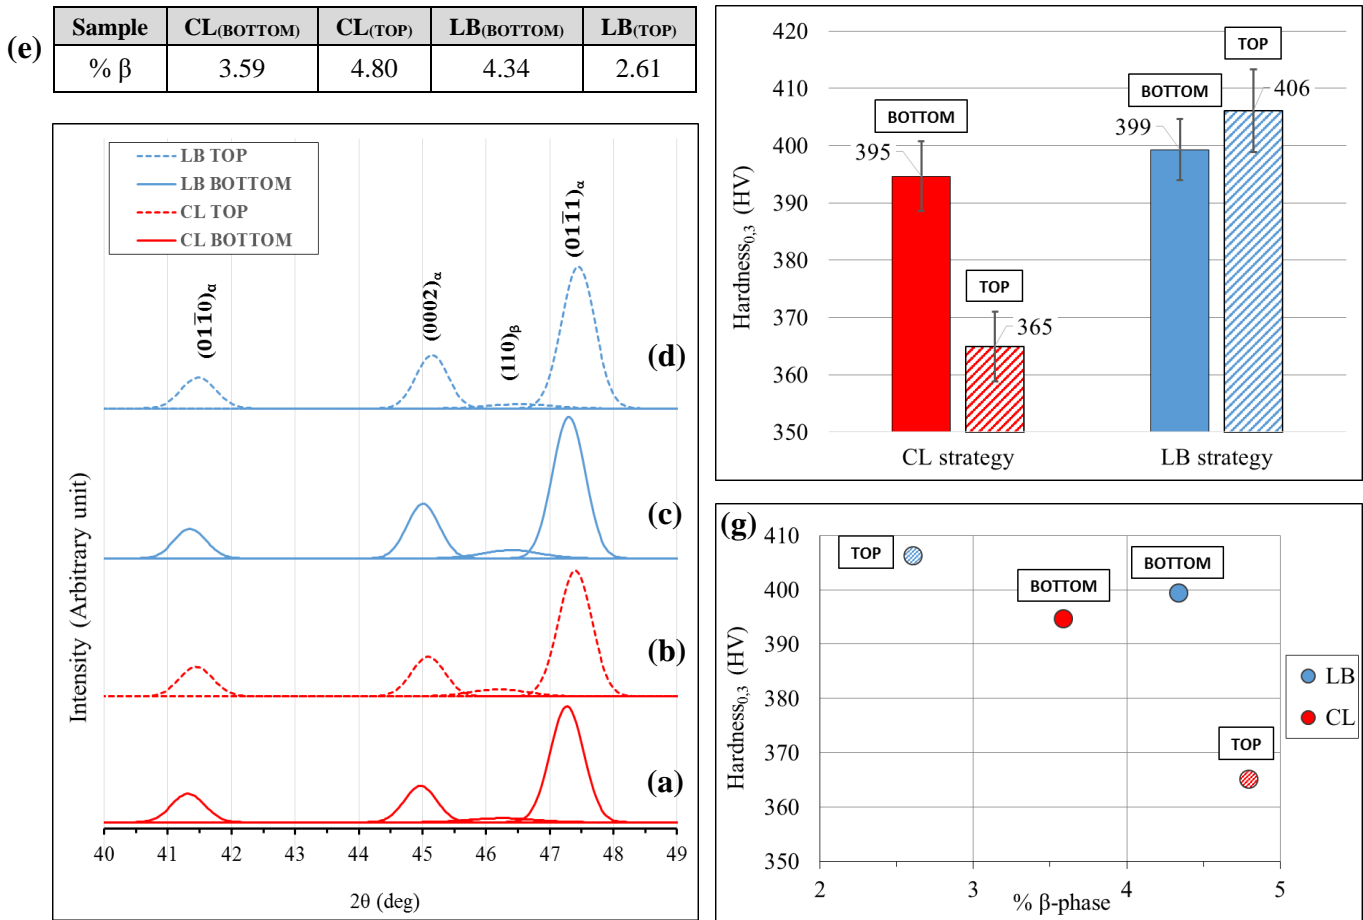 (e)
Sample CL(BOTTOM) CL(TOP) LB(BOTTOM) LB(TOP)
% β 3.59 4.80 4.34 2.61
LB TOP
LB BOTTOM
CL TOP
CL BOTTOM
(011̅0)α
(0002)α
(110)β
(011̅1)α
(d)
(c)
(b)
(a)
Intensity (Arbitrary unit)
40 41 42 43 44 45 46 47 48 49
2θ (deg)
420
410
400
390
380
370
360
350
Hardness0,3 (HV)
BOTTOM
395
TOP
365
BOTTOM
399
TOP
406
CL strategy LB strategy
(g)
410
400
390
380
370
360
350
Hardness0,3 (HV)
TOP
BOTTOM
BOTTOM
TOP
LB
CL
2 3 4 5
% β-phase